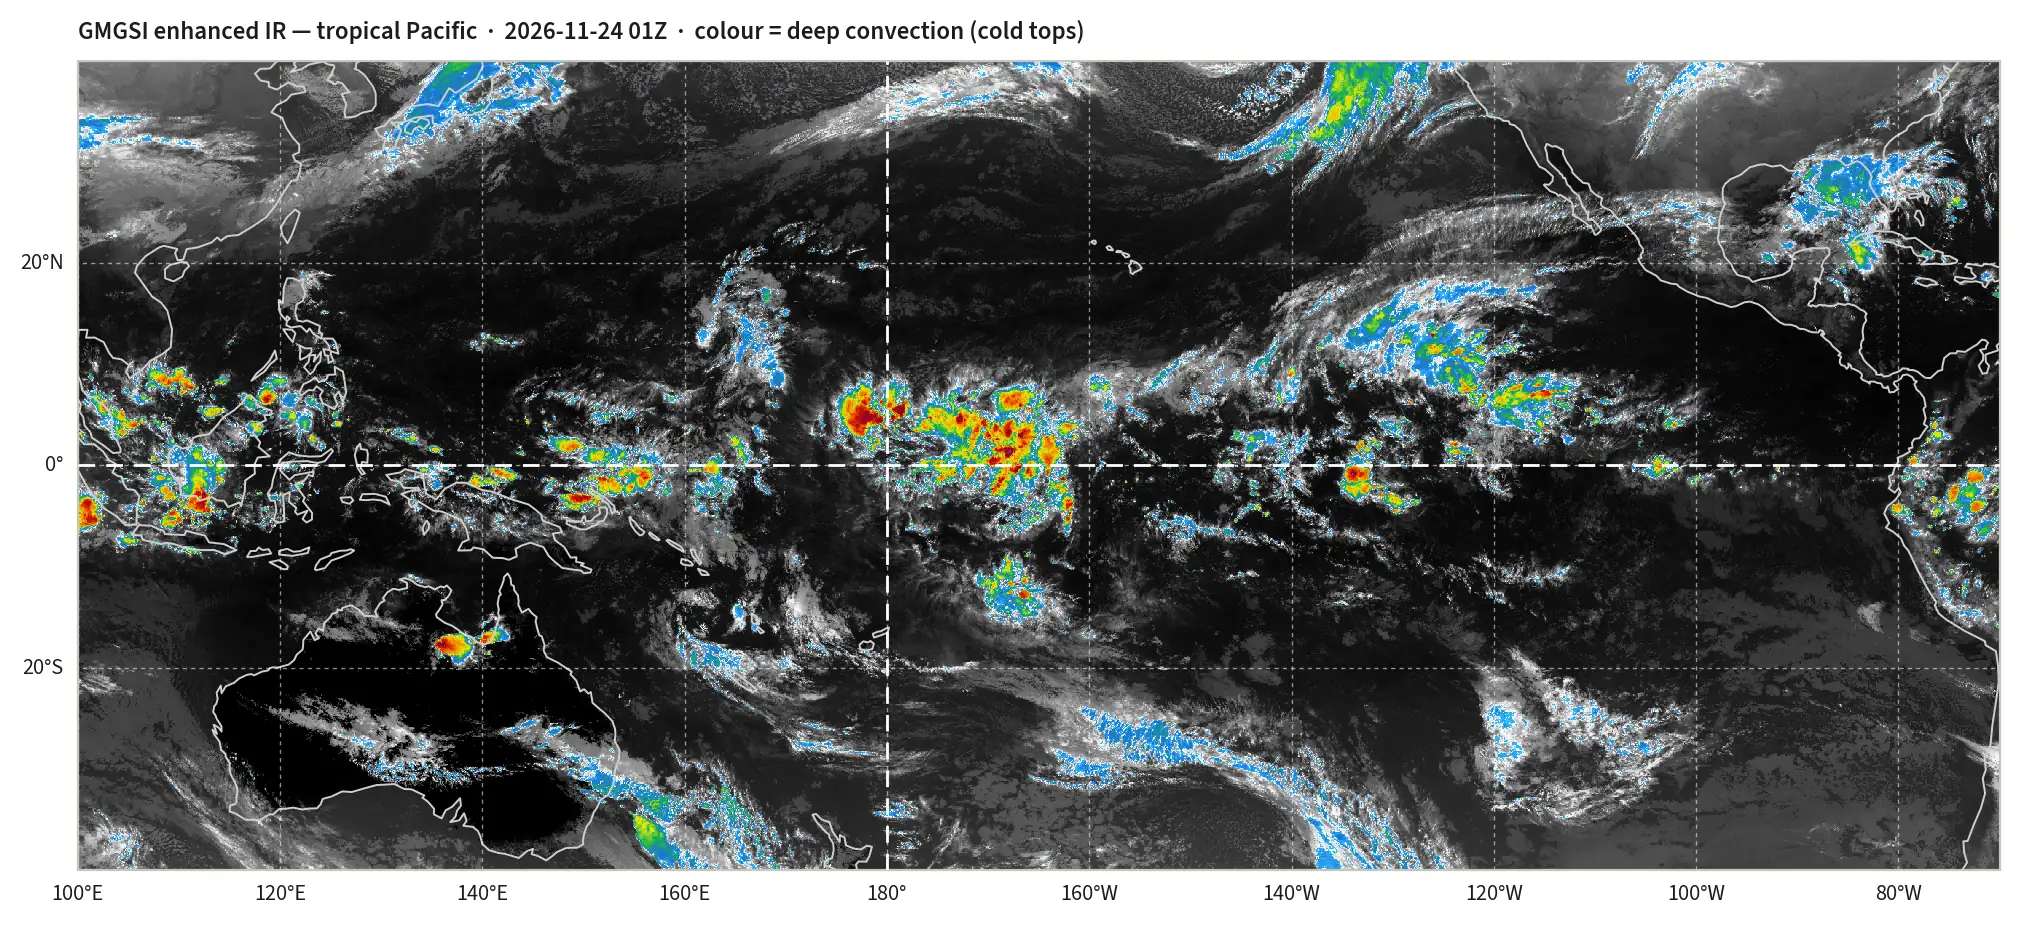 GMGSI enhanced IR — tropical Pacific · 2026-11-24 01Z · colour = deep convection (cold tops)
20°N
0°
20°S
100°E 120°E 140°E 160°E 180° 160°W 140°W 120°W 100°W 80°W